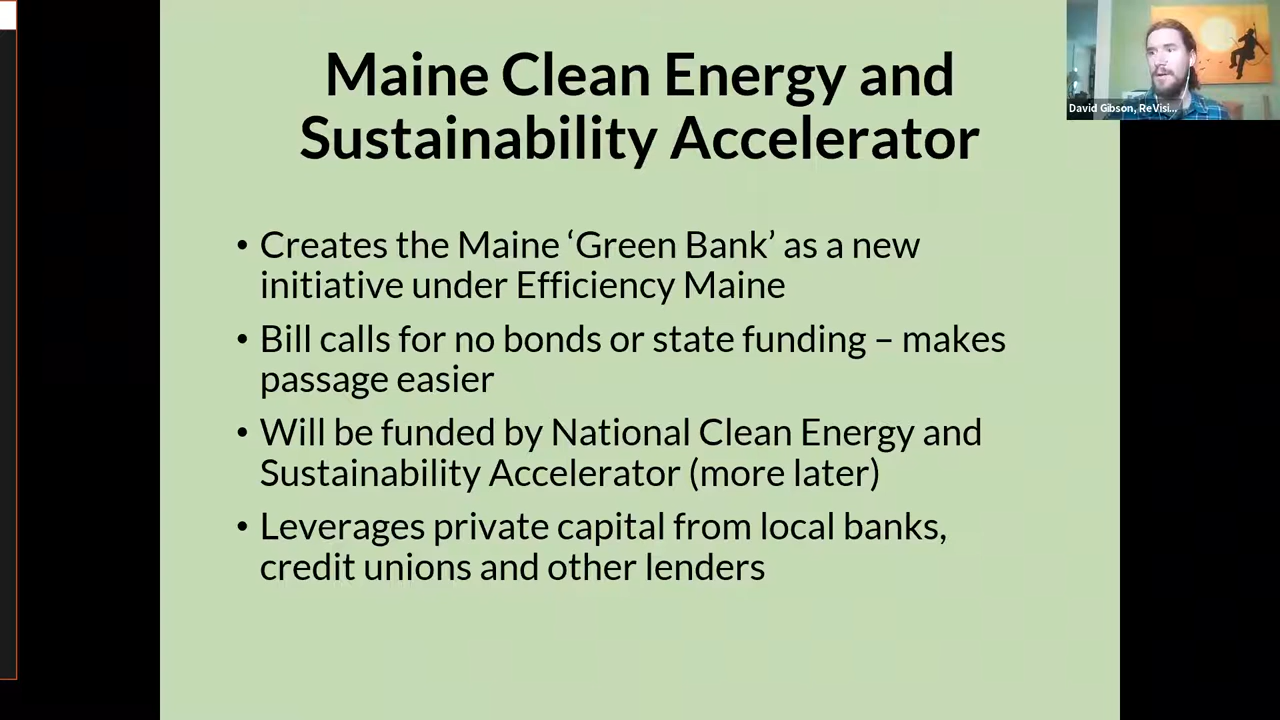 Maine Clean Energy and
Sustainability Accelerator
• Creates the Maine ‘Green Bank’ as a new
initiative under Efficiency Maine
• Bill calls for no bonds or state funding – makes
passage easier
• Will be funded by National Clean Energy and
Sustainability Accelerator (more later)
• Leverages private capital from local banks,
credit unions and other lenders
David Gibson, ReVisi...